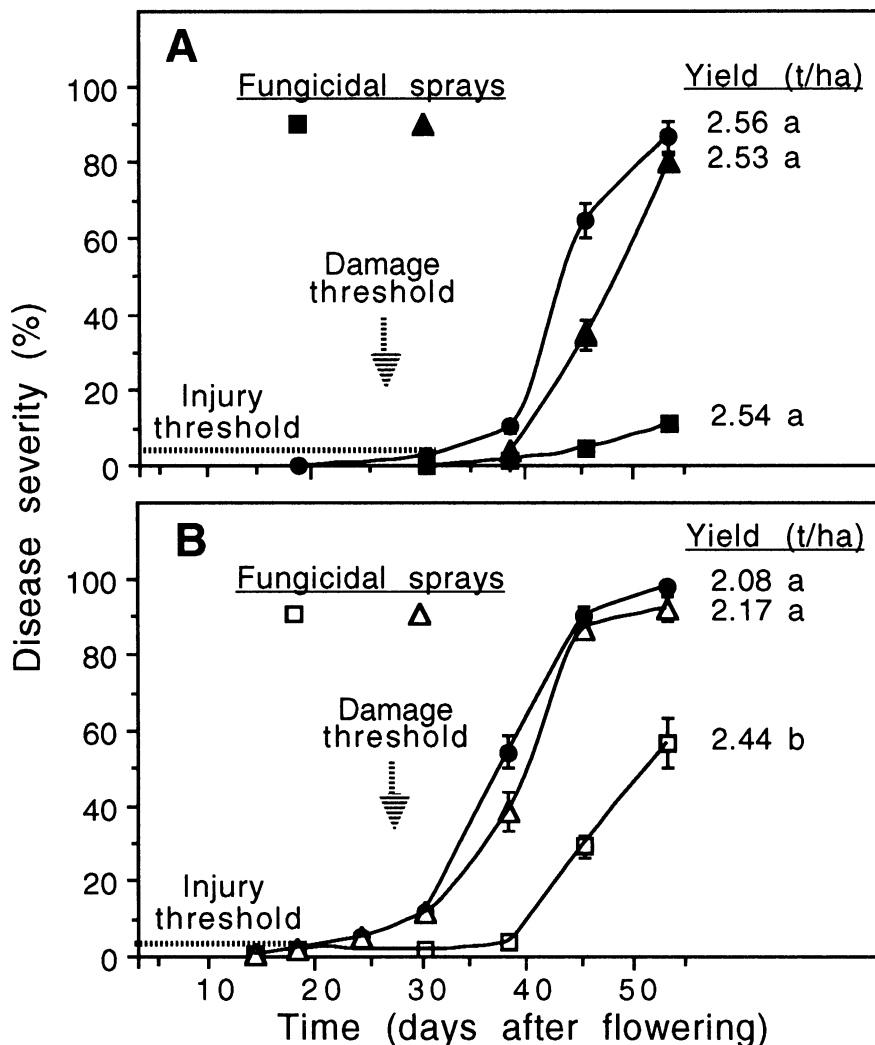 A
Fungicidal sprays
Yield (t/ha)
2.56 a
2.53 a
2.54 a
Damage
threshold
Injury
threshold
100
80
60
40
20
0
B
Fungicidal sprays
Yield (t/ha)
2.08 a
2.17 a
2.44 b
Damage
threshold
Injury
threshold
100
80
60
40
20
0
10 20 30 40 50
Time (days after flowering)
Disease severity (%)